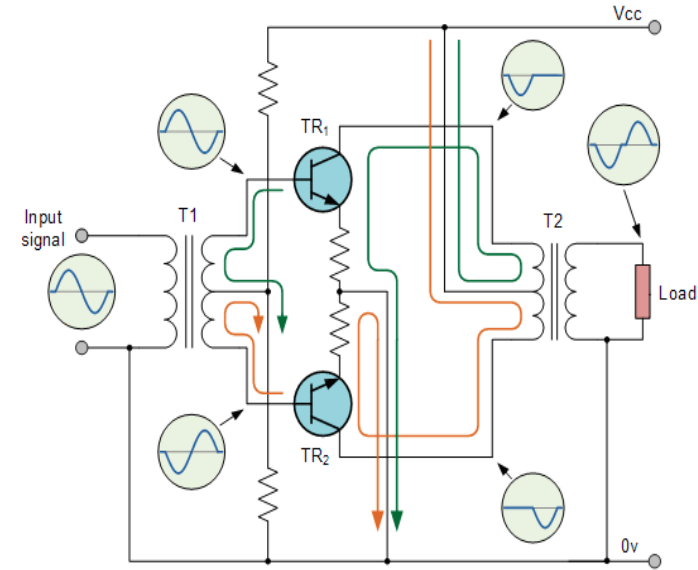 Vcc
TR₁
T1
Input
signal
T2
Load
TR₂
0v